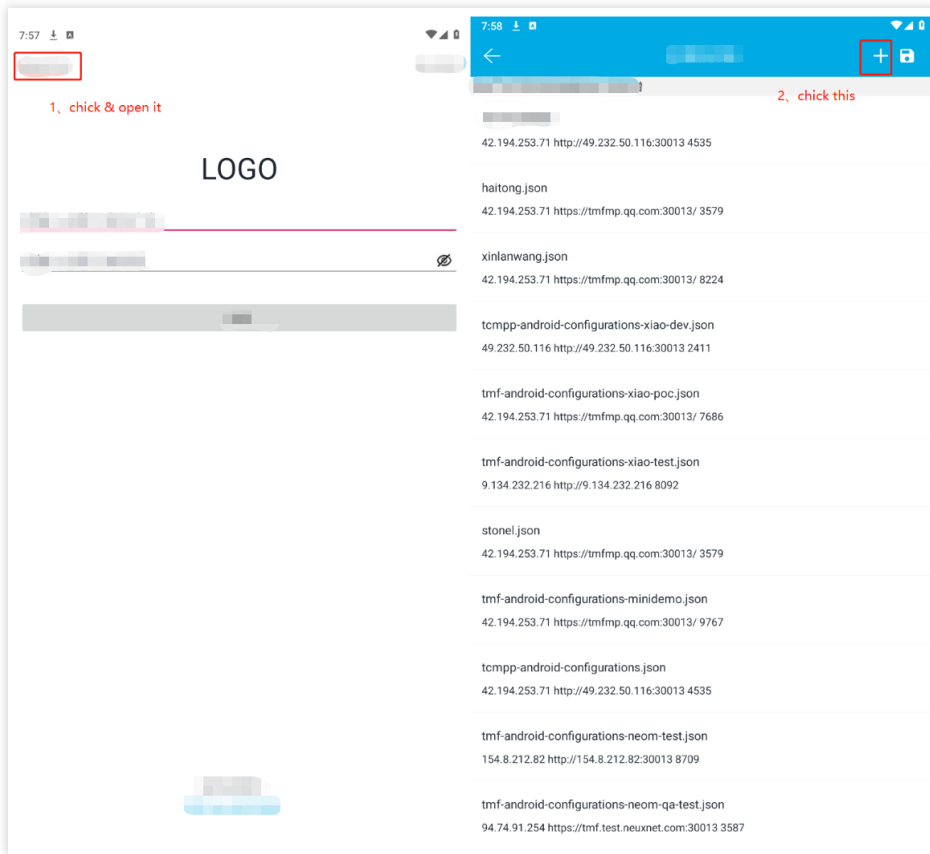 7:57
1、chick & open it
LOGO
7:58
2、chick this
42.194.253.71 http://49.232.50.116:30013 4535
haitong.json
42.194.253.71 https://tmfmp.qq.com:30013/ 3579
xinlanwang.json
42.194.253.71 https://tmfmp.qq.com:30013/ 8224
tcmpp-android-configurations-xiao-dev.json
49.232.50.116 http://49.232.50.116:30013 2411
tmf-android-configurations-xiao-poc.json
42.194.253.71 https://tmfmp.qq.com:30013/ 7686
tmf-android-configurations-xiao-test.json
9.134.232.216 http://9.134.232.216 8092
stonel.json
42.194.253.71 https://tmfmp.qq.com:30013/ 3579
tmf-android-configurations-minidemo.json
42.194.253.71 https://tmfmp.qq.com:30013/ 9767
tcmpp-android-configurations.json
42.194.253.71 http://49.232.50.116:30013 4535
tmf-android-configurations-neom-test.json
154.8.212.82 http://154.8.212.82:30013 8709
tmf-android-configurations-neom-qa-test.json
94.74.91.254 https://tmf.test.neuxnet.com:30013 3587